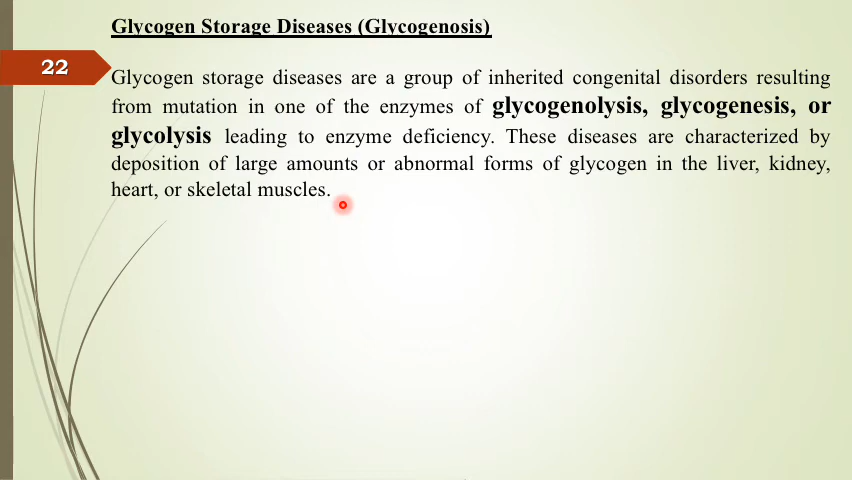 Glycogen Storage Diseases (Glycogenosis)
22
Glycogen storage diseases are a group of inherited congenital disorders resulting
from mutation in one of the enzymes of glycogenolysis, glycogenesis, or
glycolysis leading to enzyme deficiency. These diseases are characterized by
deposition of large amounts or abnormal forms of glycogen in the liver, kidney,
heart, or skeletal muscles.